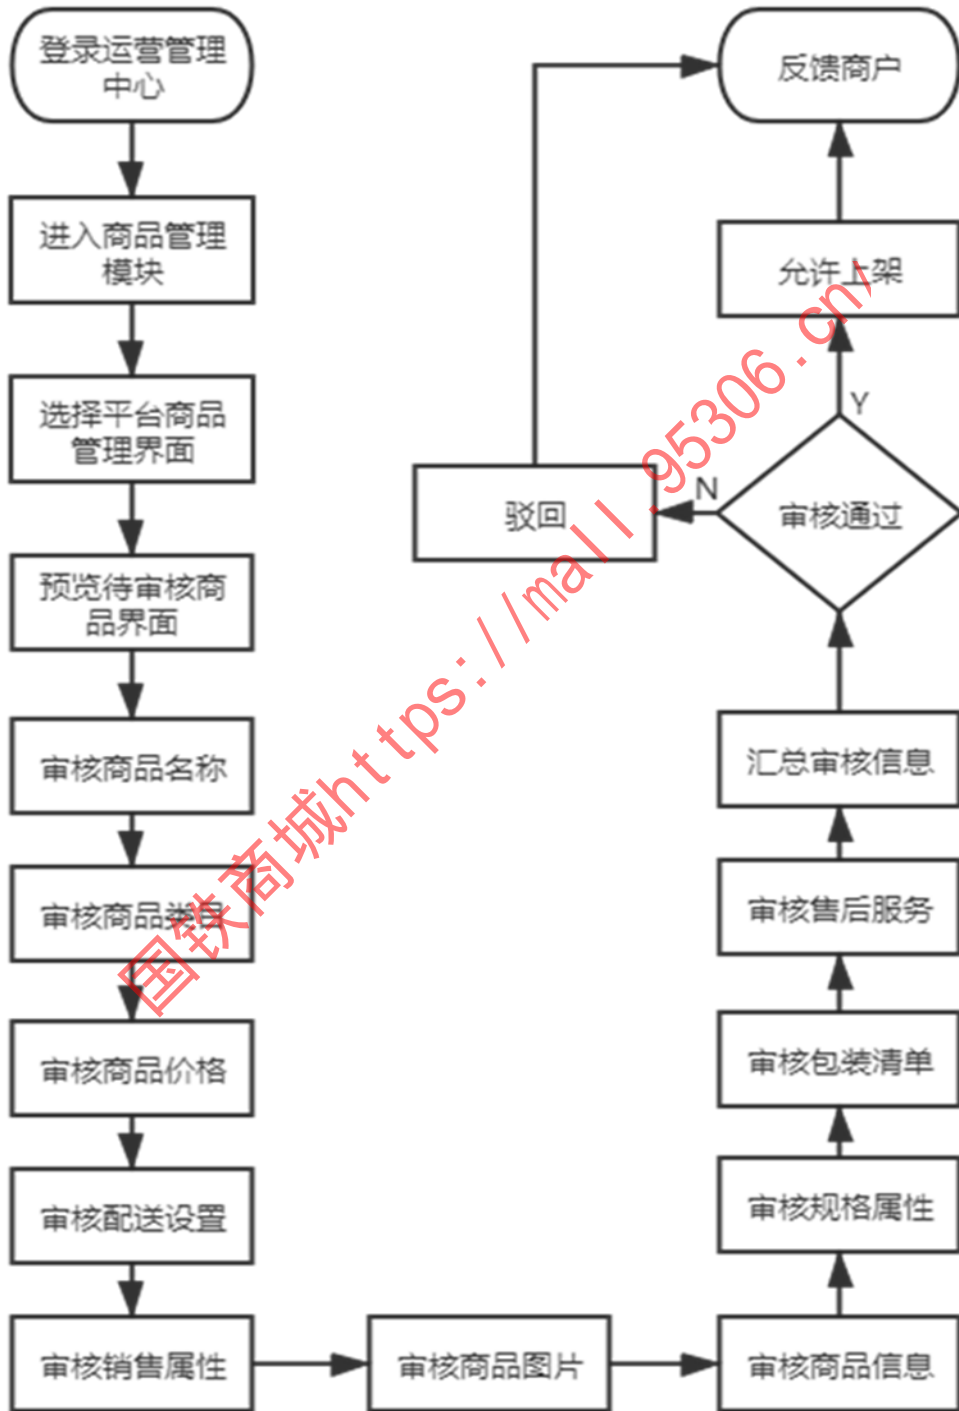 登录运营管理
中心
进入商品管理
模块
选择平台商品
管理界面
预览待审核商
品界面
审核商品名称
审核商品类目
审核商品价格
审核配送设置
审核销售属性
审核商品图片
审核商品信息
审核规格属性
审核包装清单
审核售后服务
汇总审核信息
审核通过
Y
N
允许上架
驳回
反馈商户
国铁商城https://mall.95306.cn/